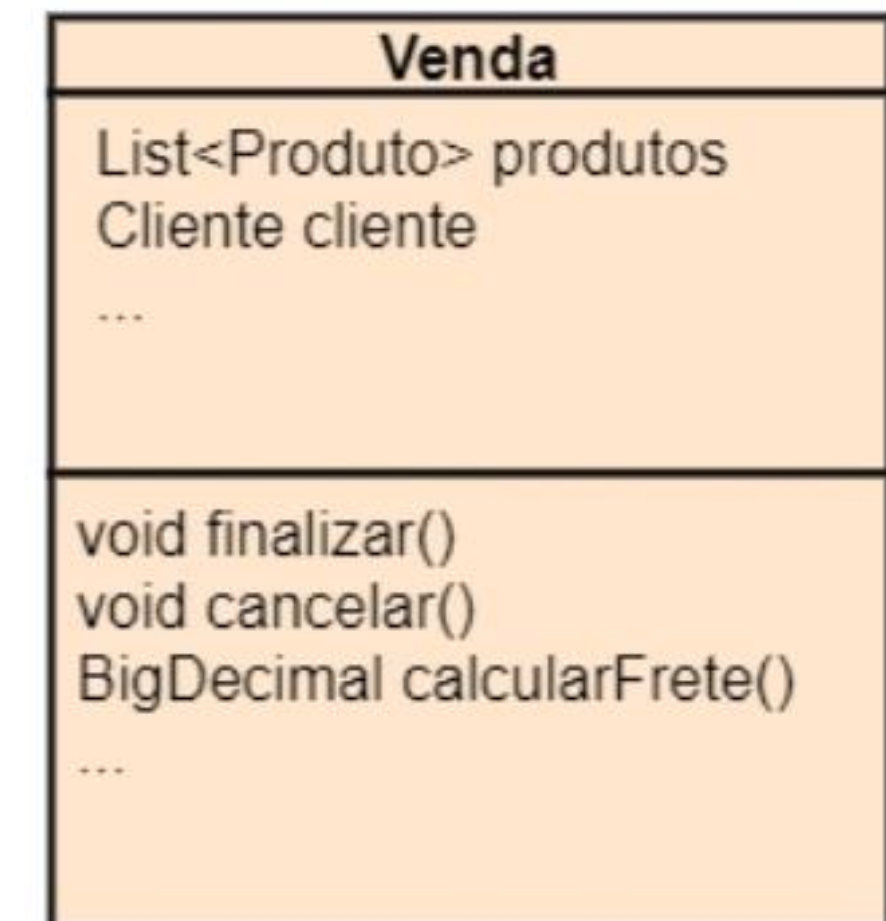 Venda
List<Produto> produtos
Cliente cliente
...
void finalizar()
void cancelar()
BigDecimal calcularFrete()
...